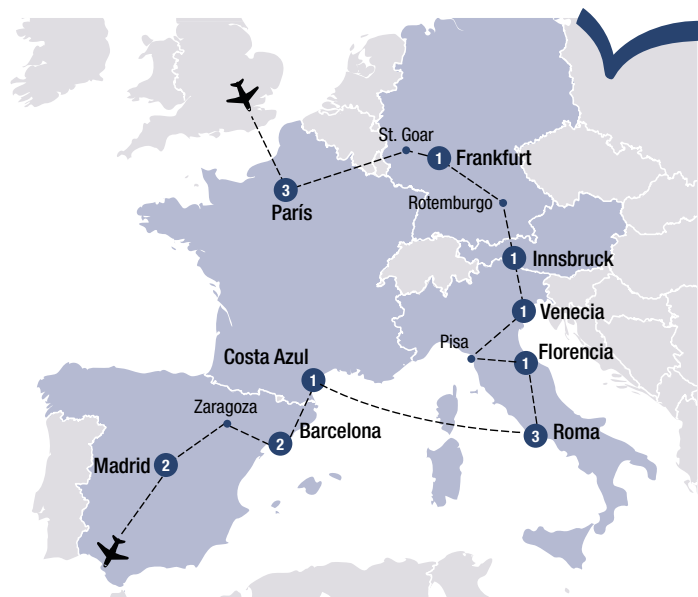 St. Goar
1 Frankfurt
3
París
Rotemburgo
1 Innsbruck
1 Venecia
Pisa
Florencia
1
Costa Azul
1
Zaragoza
Barcelona
2
3 Roma
Madrid 2